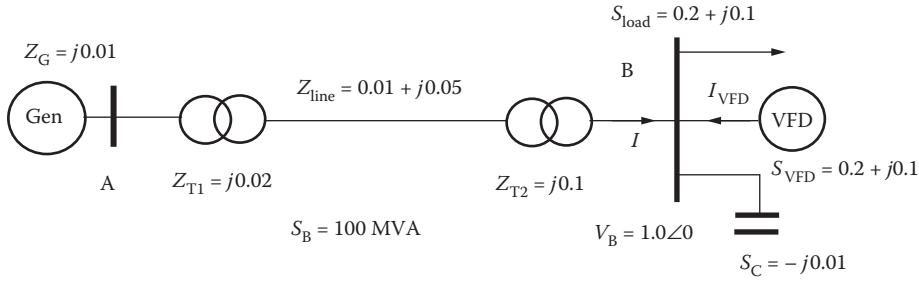 S_load = 0.2 + j0.1
Z_G = j0.01
B
Z_line = 0.01 + j0.05
I_VFD
Gen
VFD
I
A
Z_T1 = j0.02
Z_T2 = j0.1
S_VFD = 0.2 + j0.1
S_B = 100 MVA
V_B = 1.0∠0
S_C = – j0.01